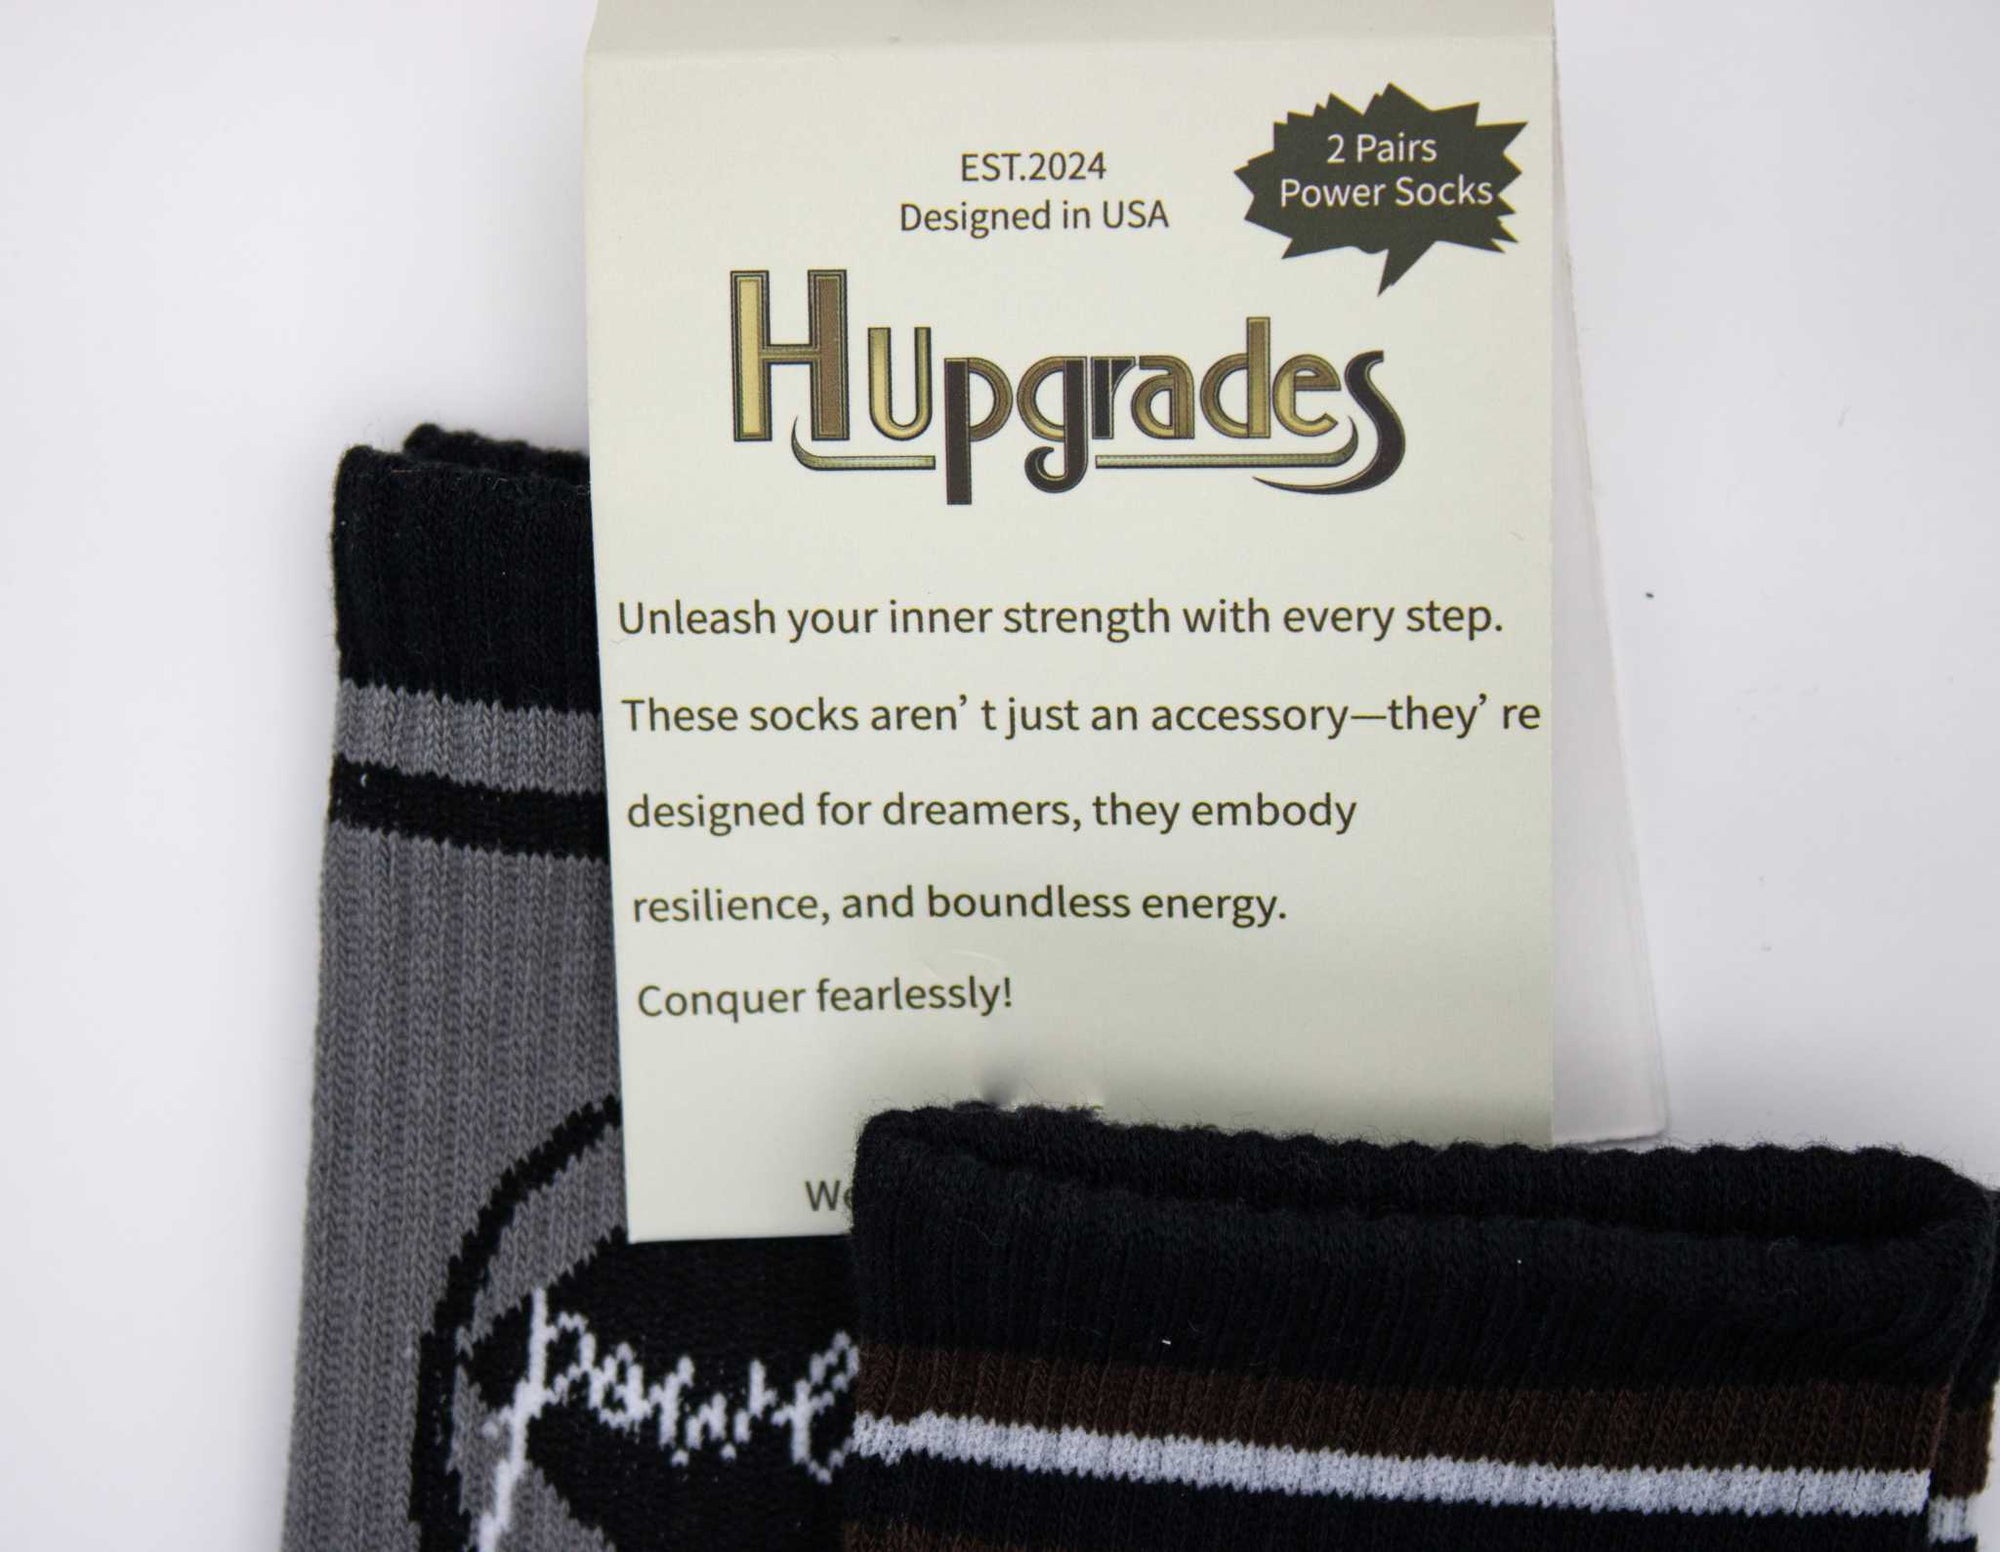 EST.2024
Designed in USA
2 Pairs
Power Socks
Hupgrades
Unleash your inner strength with every step.
These socks aren’ t just an accessory—they’ re
designed for dreamers, they embody
resilience, and boundless energy.
Conquer fearlessly!